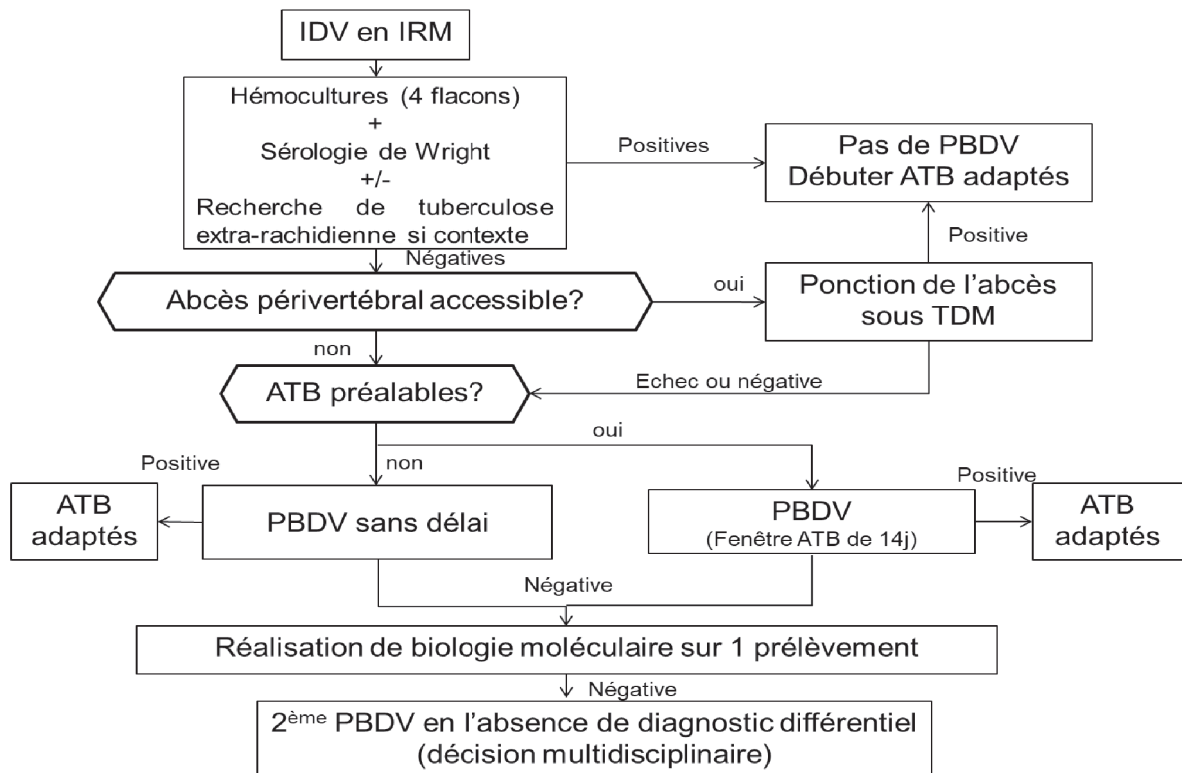 IDV en IRM
Hémocultures (4 flacons)
+
Sérologie de Wright
+/-
Recherche de tuberculose
extra-rachidienne si contexte
Positives
Pas de PBDV
Débuter ATB adaptés
Négatives
Positive
Abcès périvertébral accessible?
oui
Ponction de l'abcès
sous TDM
non
ATB préalables?
Echec ou négative
oui
non
Positive
ATB
adaptés
PBDV sans délai
PBDV
(Fenêtre ATB de 14j)
Positive
ATB
adaptés
Négative
Réalisation de biologie moléculaire sur 1 prélèvement
Négative
2ème PBDV en l'absence de diagnostic différentiel
(décision multidisciplinaire)